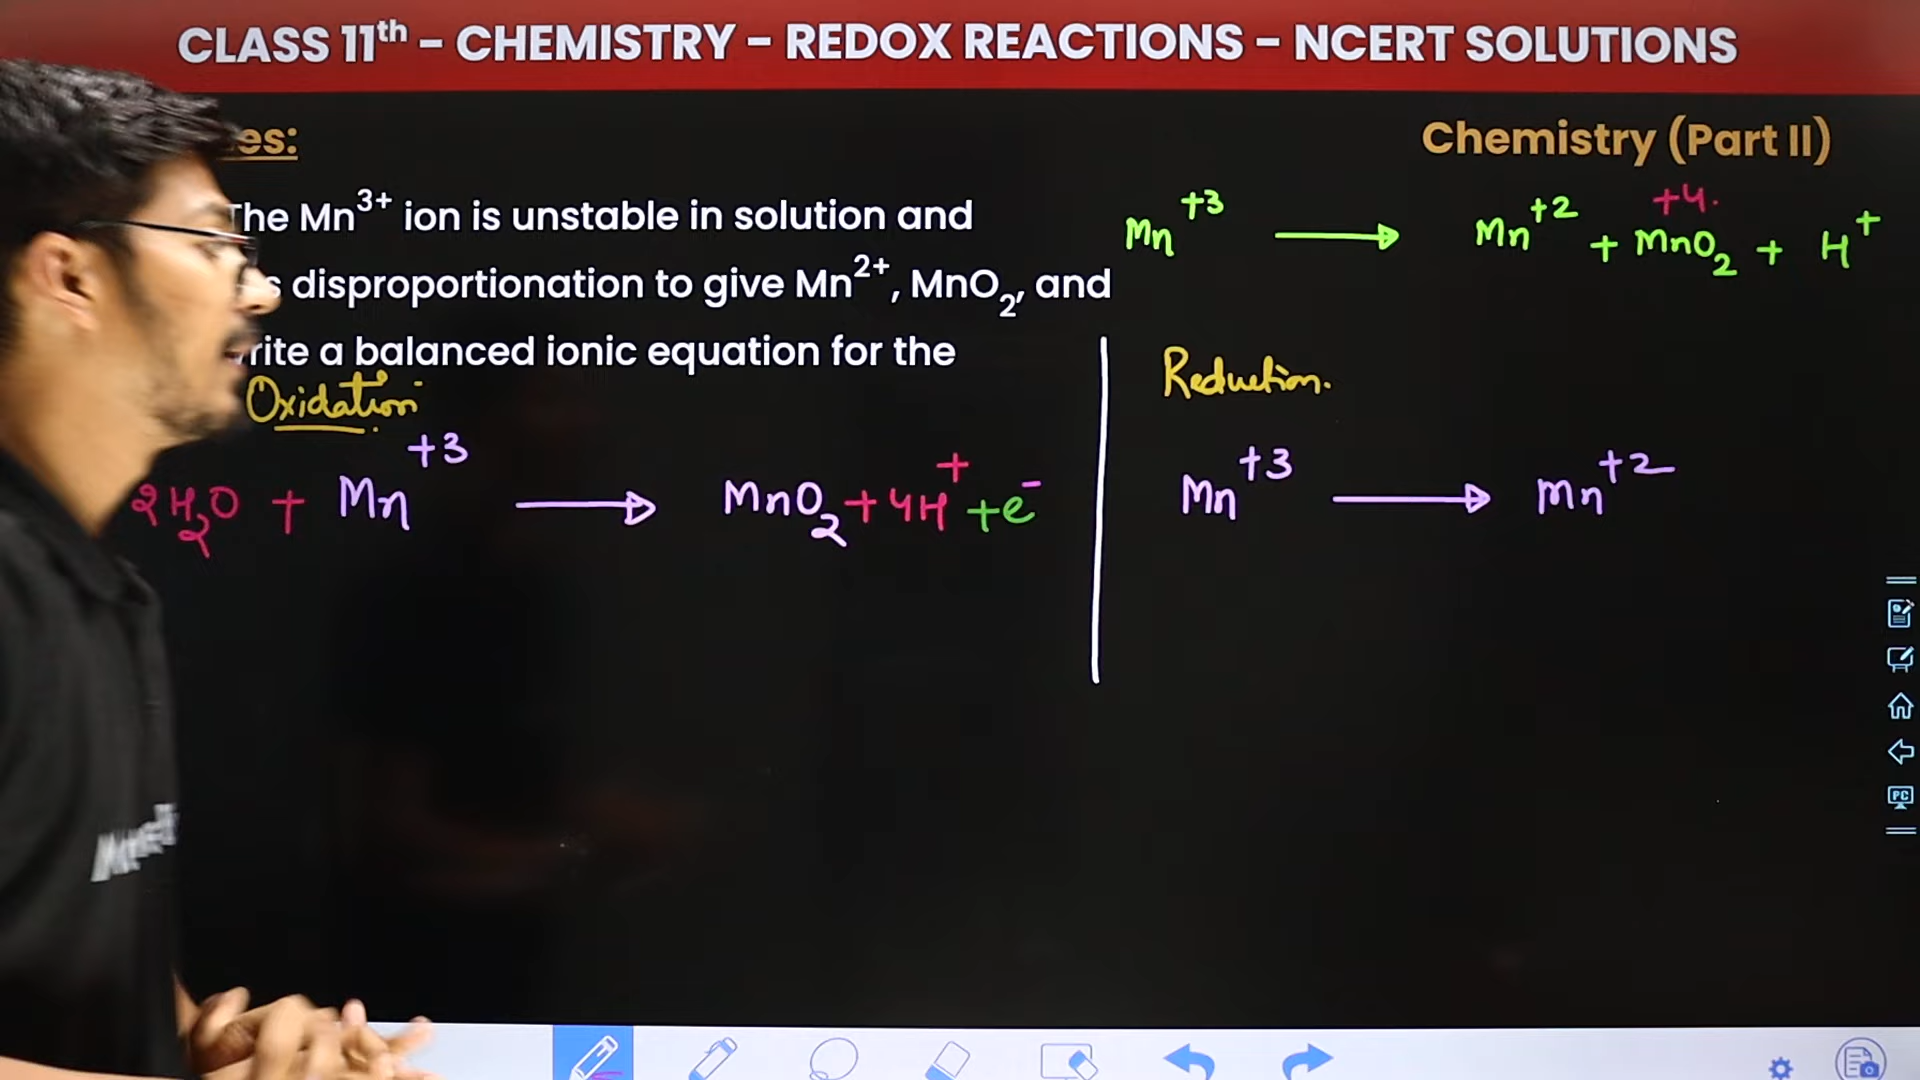 CLASS 11th – CHEMISTRY – REDOX REACTIONS – NCERT SOLUTIONS
es:
Chemistry (Part II)
The Mn³⁺ ion is unstable in solution and
s disproportionation to give Mn²⁺, MnO₂, and
rite a balanced ionic equation for the
Mn⁺³ ⟶ Mn⁺² + MnO₂ + H⁺
+4.
Oxidation
2H₂O + Mn⁺³ ⟶ MnO₂ + 4H⁺ + e⁻
Reduction.
Mn⁺³ ⟶ Mn⁺²
PC